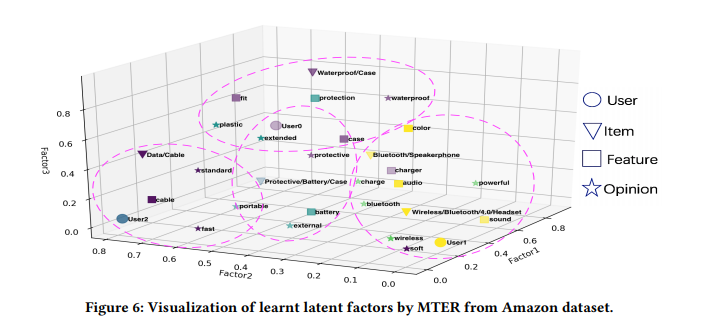 Waterproof/Case
fit
protection
waterproof
plastic
User0
color
extended
case
Data/Cable
protective
Bluetooth/Speakerphone
standard
charger
Protective/Battery/Case
charge
audio
powerful
cable
portable
bluetooth
battery
Wireless/Bluetooth/4.0/Headset
User2
sound
fast
external
wireless
User1
soft
Factor3
0.8
0.6
0.4
0.2
0.0
0.8
0.7
0.6
0.5
0.4
0.3
0.2
0.1
0.0
Factor2
0.0
0.2
0.4
0.6
0.8
Factor1
User
Item
Feature
Opinion
Figure 6: Visualization of learnt latent factors by MTER from Amazon dataset.